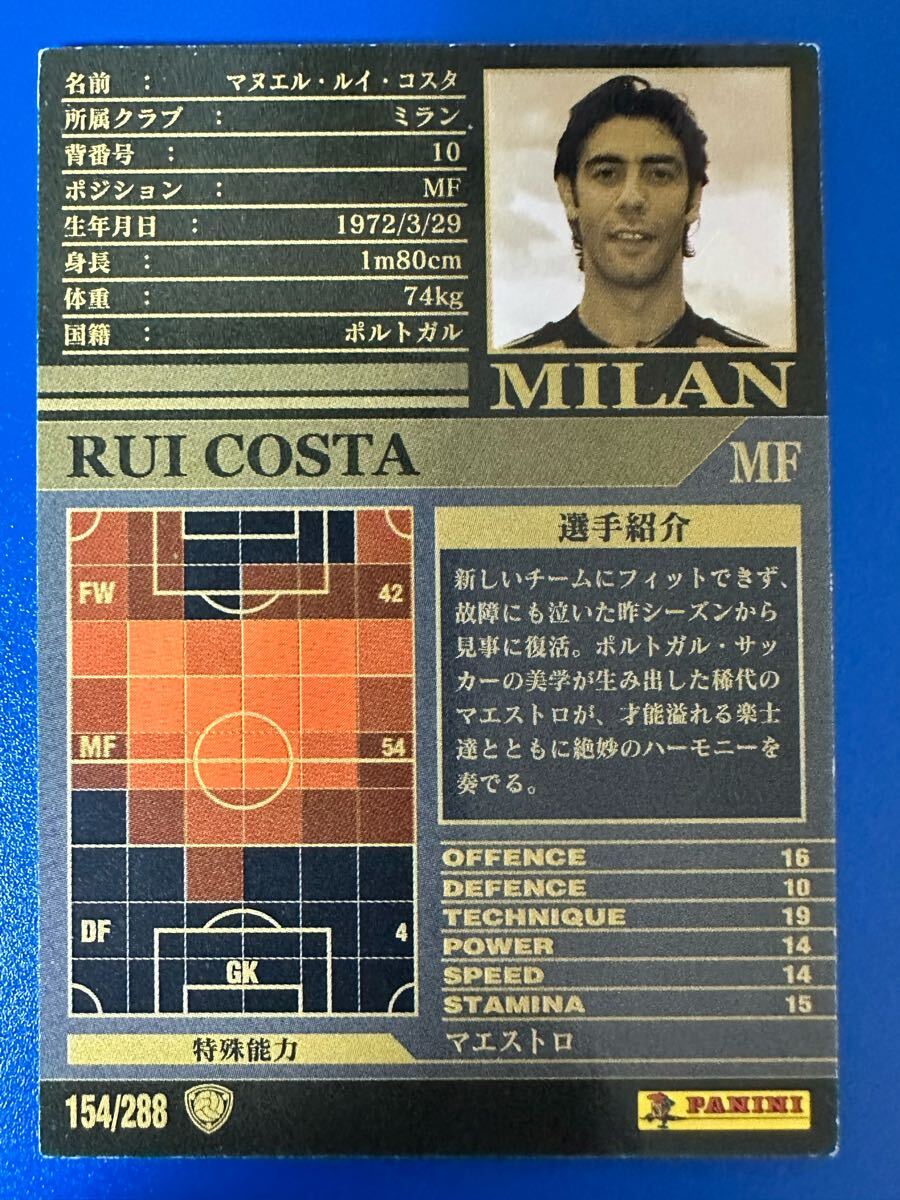 名前 : マヌエル・ルイ・コスタ
所属クラブ : ミラン
背番号 : 10
ポジション : MF
生年月日 : 1972/3/29
身長 : 1m80cm
体重 : 74kg
国籍 : ポルトガル
MILAN
RUI COSTA
MF
FW 42
MF 54
DF 4
GK
選手紹介
新しいチームにフィットできず、
故障にも泣いた昨シーズンから
見事に復活。ポルトガル・サッ
カーの美学が生み出した稀代の
マエストロが、才能溢れる楽士
達とともに絶妙のハーモニーを
奏でる。
OFFENCE 16
DEFENCE 10
TECHNIQUE 19
POWER 14
SPEED 14
STAMINA 15
特殊能力 マエストロ
154/288
PANINI